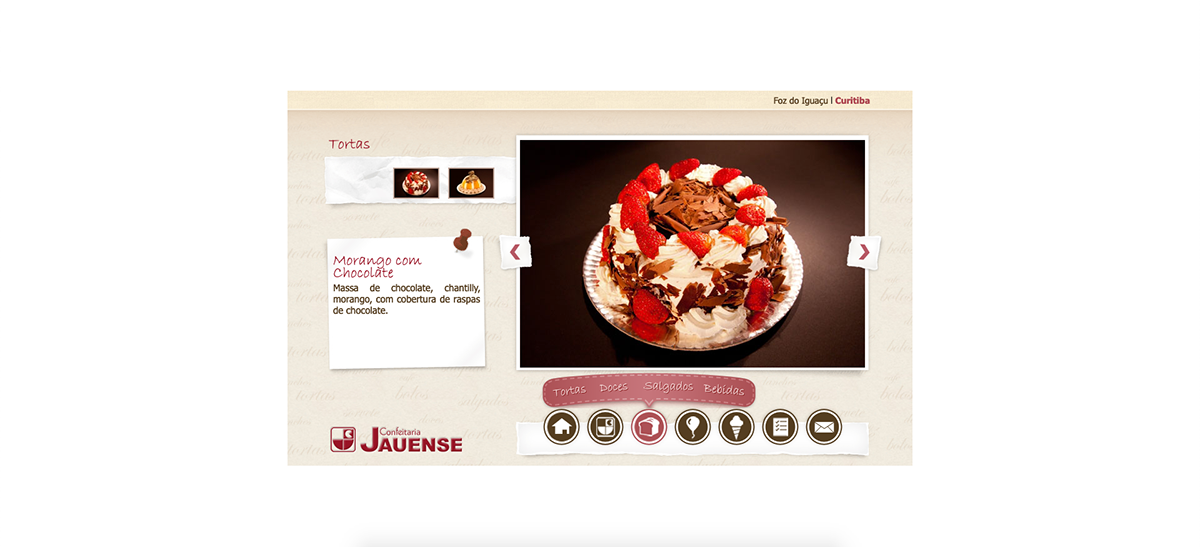 Foz do Iguaçu | Curitiba
Tortas
Morango com
Chocolate
Massa de chocolate, chantilly,
morango, com cobertura de raspas
de chocolate.
Tortas Doces Salgados Bebidas
Confeitaria
JAUENSE